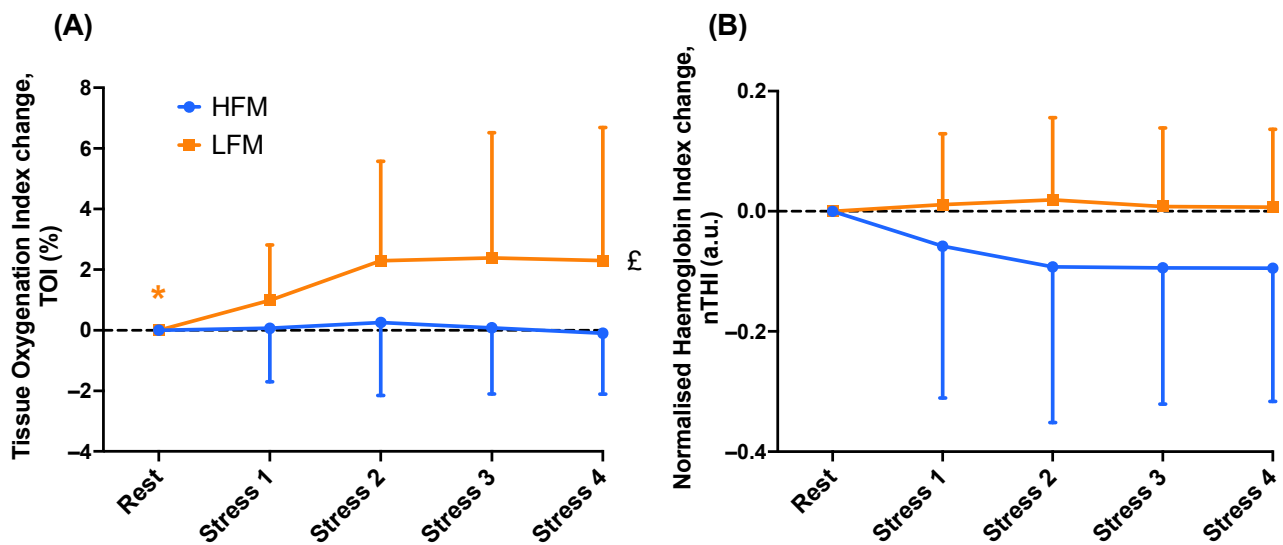 (A)
Tissue Oxygenation Index change,
TOI (%)
8
6
4
2
0
–2
–4
HFM
LFM
*
£
Rest
Stress 1
Stress 2
Stress 3
Stress 4
(B)
Normalised Haemoglobin Index change,
nTHI (a.u.)
0.2
0.0
–0.2
–0.4
Rest
Stress 1
Stress 2
Stress 3
Stress 4